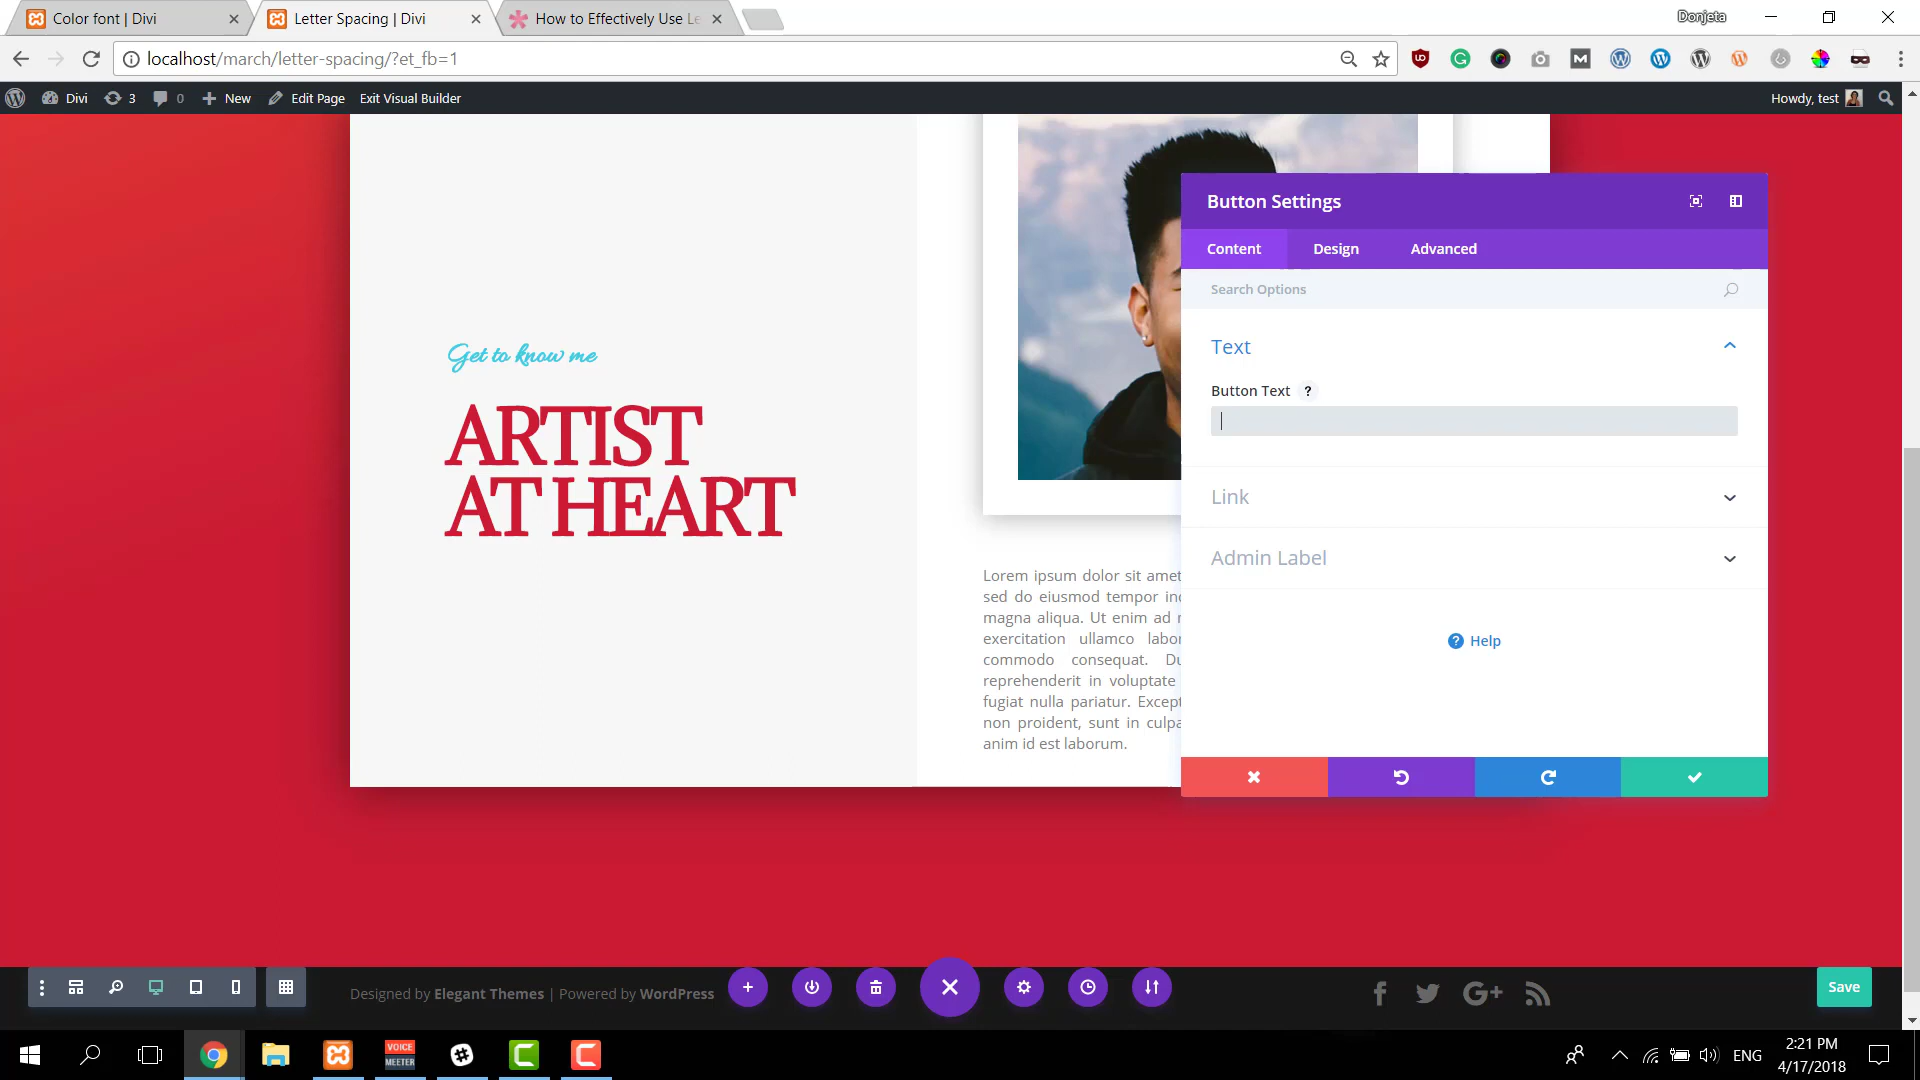 Color font | Divi
Letter Spacing | Divi
How to Effectively Use Le
Donjeta
localhost/march/letter-spacing/?et_fb=1
Divi
3
0
New
Edit Page
Exit Visual Builder
Howdy, test
Get to know me
ARTIST
AT HEART
Lorem ipsum dolor sit amet
sed do eiusmod tempor inc
magna aliqua. Ut enim ad
exercitation ullamco labor
commodo consequat. Du
reprehenderit in voluptate
fugiat nulla pariatur. Except
non proident, sunt in culpa
anim id est laborum.
Button Settings
Content
Design
Advanced
Search Options
Text
Button Text ?
Link
Admin Label
? Help
Designed by Elegant Themes | Powered by WordPress
Save
VOICE
MEETER
ENG
2:21 PM
4/17/2018